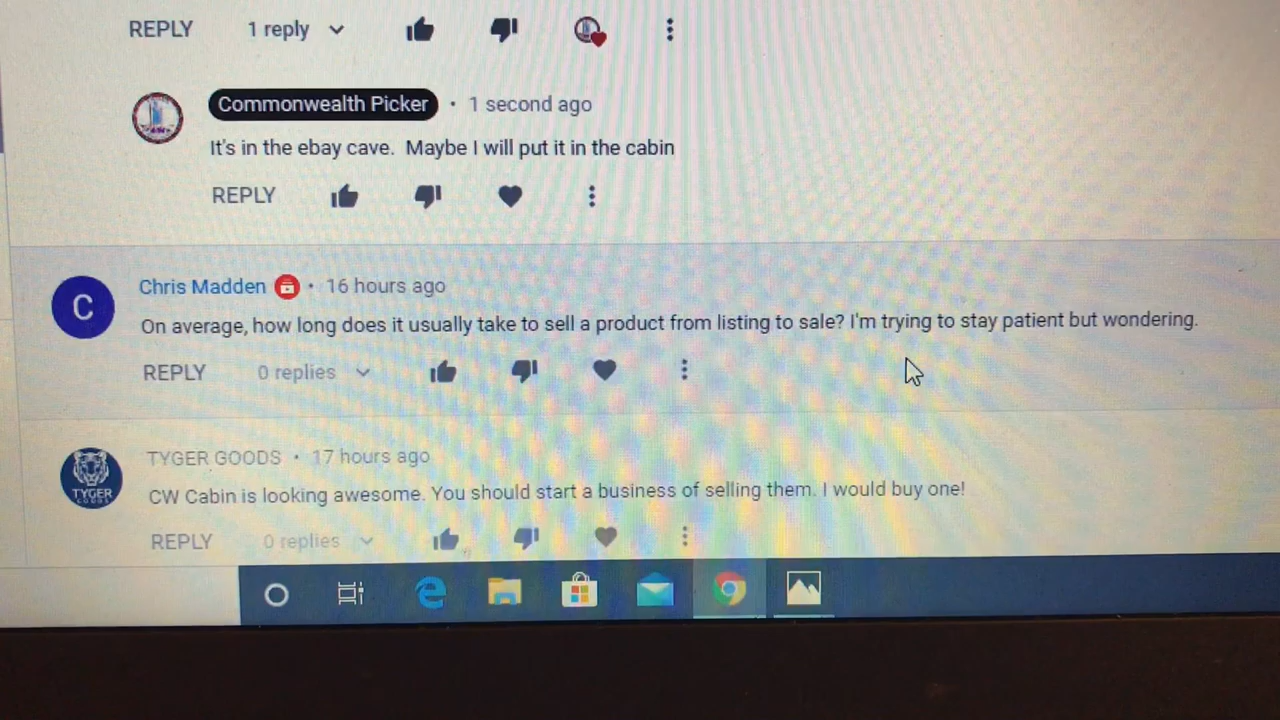 REPLY 1 reply
Commonwealth Picker • 1 second ago
It's in the ebay cave. Maybe I will put it in the cabin
REPLY
C
Chris Madden • 16 hours ago
On average, how long does it usually take to sell a product from listing to sale? I'm trying to stay patient but wondering.
REPLY 0 replies
TYGER GOODS • 17 hours ago
TYGER
GOODS
CW Cabin is looking awesome. You should start a business of selling them. I would buy one!
REPLY 0 replies